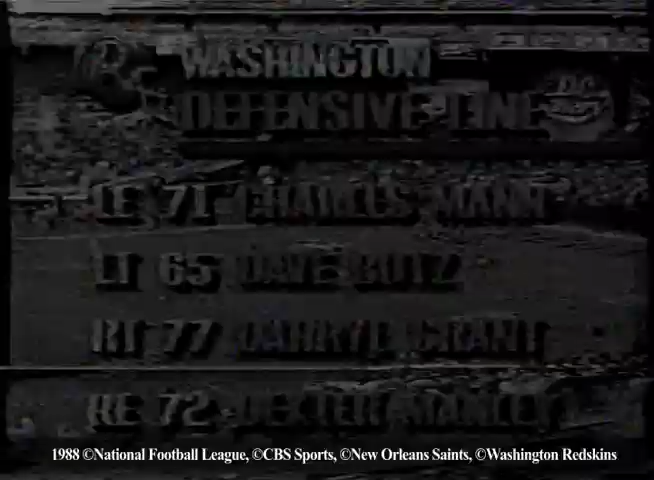 WASHINGTON
DEFENSIVE LINE
LE 71 CHARLES MANN
LT 65 DAVE BUTZ
RT 77 DARRYL GRANT
RE 72 DEXTER MANLEY
1988 ©National Football League, ©CBS Sports, ©New Orleans Saints, ©Washington Redskins